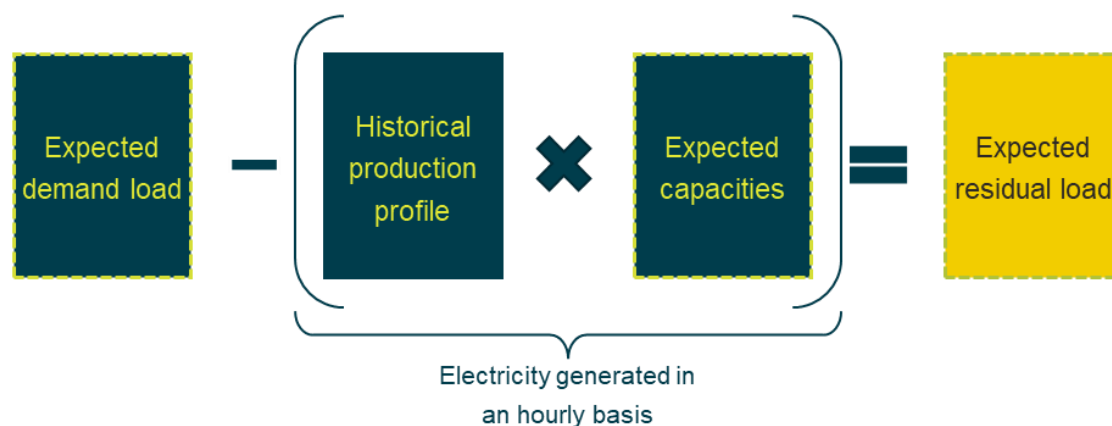 Expected
demand load
Historical
production
profile
Expected
capacities
Expected
residual load
Electricity generated in
an hourly basis